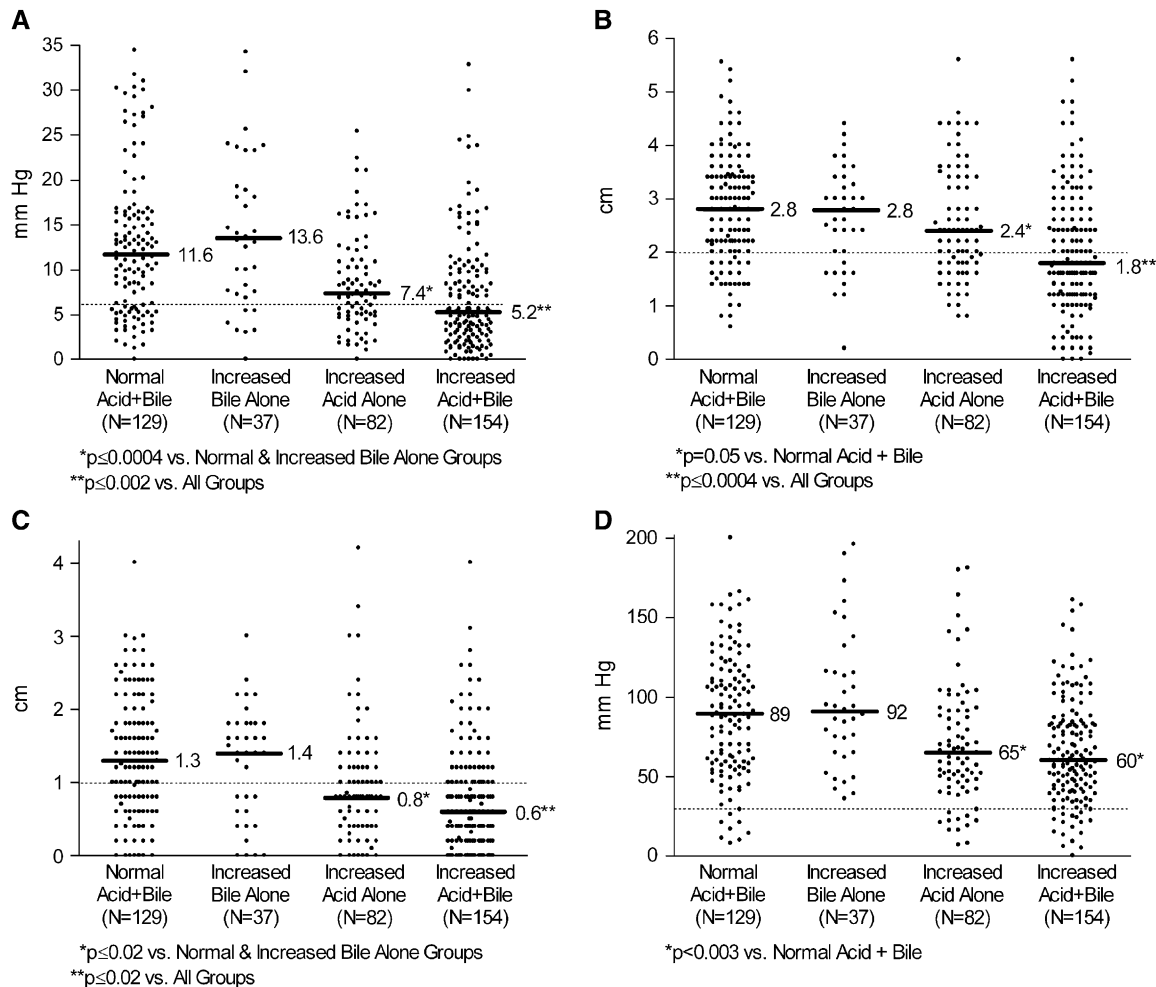 A
mm Hg
35
30
25
20
15
10
5
0
11.6
13.6
7.4*
5.2**
Normal Acid+Bile (N=129)
Increased Bile Alone (N=37)
Increased Acid Alone (N=82)
Increased Acid+Bile (N=154)
*p≤0.0004 vs. Normal & Increased Bile Alone Groups
**p≤0.002 vs. All Groups
B
cm
6
5
4
3
2
1
0
2.8
2.8
2.4*
1.8**
Normal Acid+Bile (N=129)
Increased Bile Alone (N=37)
Increased Acid Alone (N=82)
Increased Acid+Bile (N=154)
*p=0.05 vs. Normal Acid + Bile
**p≤0.0004 vs. All Groups
C
cm
4
3
2
1
0
1.3
1.4
0.8*
0.6**
Normal Acid+Bile (N=129)
Increased Bile Alone (N=37)
Increased Acid Alone (N=82)
Increased Acid+Bile (N=154)
*p≤0.02 vs. Normal & Increased Bile Alone Groups
**p≤0.02 vs. All Groups
D
mm Hg
200
150
100
50
0
89
92
65*
60*
Normal Acid+Bile (N=129)
Increased Bile Alone (N=37)
Increased Acid Alone (N=82)
Increased Acid+Bile (N=154)
*p<0.003 vs. Normal Acid + Bile